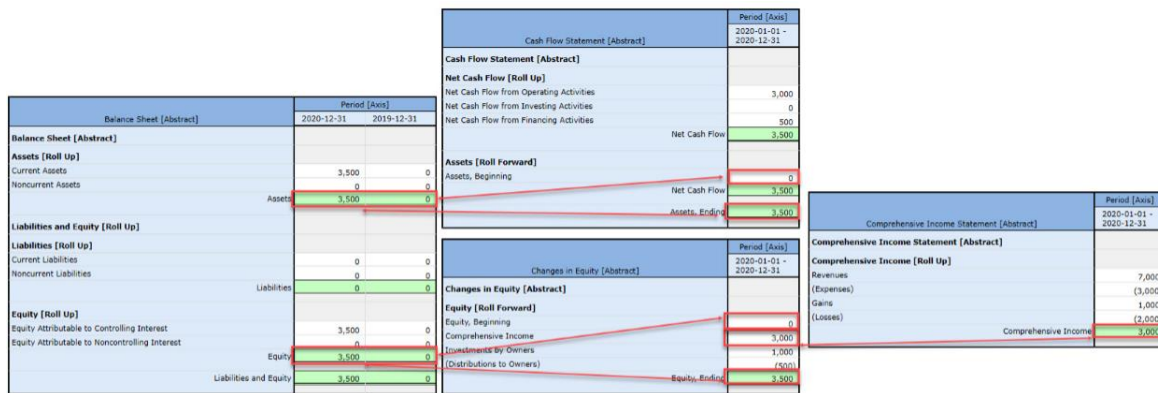 Balance Sheet [Abstract]
Period [Axis]
2020-12-31 2019-12-31
Balance Sheet [Abstract]
Assets [Roll Up]
Current Assets 3,500 0
Noncurrent Assets 0 0
Assets 3,500 0
Liabilities and Equity [Roll Up]
Liabilities [Roll Up]
Current Liabilities 0 0
Noncurrent Liabilities 0 0
Liabilities 0 0
Equity [Roll Up]
Equity Attributable to Controlling Interest 3,500 0
Equity Attributable to Noncontrolling Interest 0 0
Equity 3,500 0
Liabilities and Equity 3,500 0
Cash Flow Statement [Abstract]
Period [Axis]
2020-01-01 -
2020-12-31
Cash Flow Statement [Abstract]
Net Cash Flow [Roll Up]
Net Cash Flow from Operating Activities 3,000
Net Cash Flow from Investing Activities 0
Net Cash Flow from Financing Activities 500
Net Cash Flow 3,500
Assets [Roll Forward]
Assets, Beginning 0
Net Cash Flow 3,500
Assets, Ending 3,500
Changes in Equity [Abstract]
Period [Axis]
2020-01-01 -
2020-12-31
Changes in Equity [Abstract]
Equity [Roll Forward]
Equity, Beginning 0
Comprehensive Income 3,000
Investments by Owners 1,000
(Distributions to Owners) (500)
Equity, Ending 3,500
Comprehensive Income Statement [Abstract]
Period [Axis]
2020-01-01 -
2020-12-31
Comprehensive Income Statement [Abstract]
Comprehensive Income [Roll Up]
Revenues 7,000
(Expenses) (3,000)
Gains 1,000
(Losses) (2,000)
Comprehensive Income 3,000